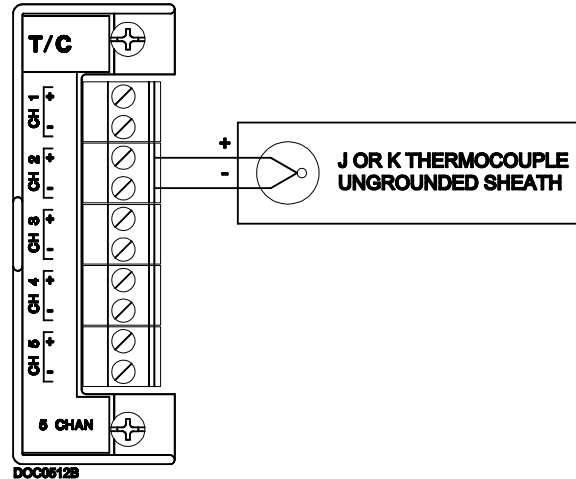 T/C
CH 1 + -
CH 2 + -
CH 3 + -
CH 4 + -
CH 5 + -
+
-
J OR K THERMOCOUPLE
UNGROUNDED SHEATH
5 CHAN
DOC0512B